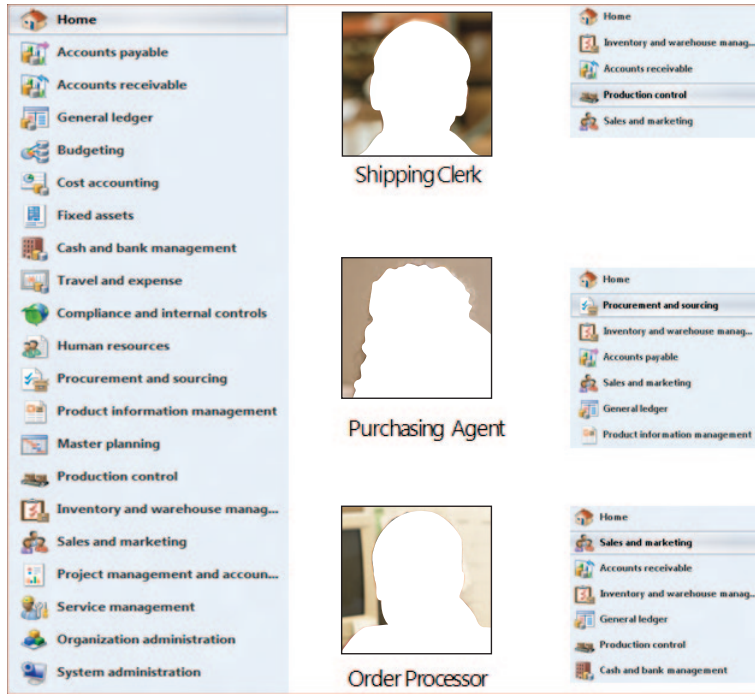 Home
Accounts payable
Accounts receivable
General ledger
Budgeting
Cost accounting
Fixed assets
Cash and bank management
Travel and expense
Compliance and internal controls
Human resources
Procurement and sourcing
Product information management
Master planning
Production control
Inventory and warehouse manag...
Sales and marketing
Project management and accoun...
Service management
Organization administration
System administration
Shipping Clerk
Home
Inventory and warehouse manag...
Accounts receivable
Production control
Sales and marketing
Purchasing Agent
Home
Procurement and sourcing
Inventory and warehouse manag...
Accounts payable
Sales and marketing
General ledger
Product information management
Order Processor
Home
Sales and marketing
Accounts receivable
Inventory and warehouse manag...
General ledger
Production control
Cash and bank management